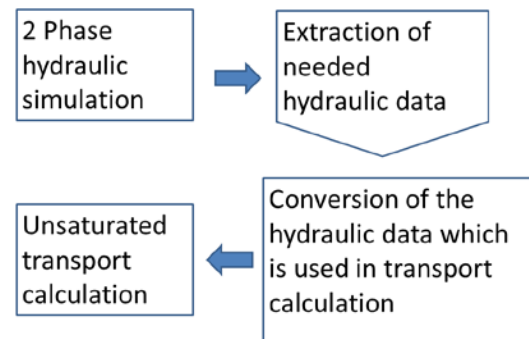 2 Phase
hydraulic
simulation
Extraction of
needed
hydraulic data
Conversion of the
hydraulic data which
is used in transport
calculation
Unsaturated
transport
calculation